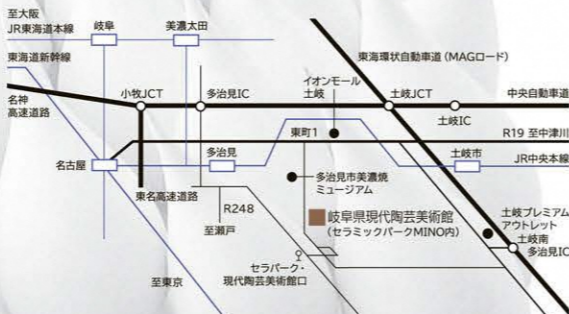 至大阪
JR東海道本線
岐阜
美濃太田
東海道新幹線
東海環状自動車道（MAGロード）
イオンモール
土岐
名神
高速道路
小牧JCT
多治見IC
土岐JCT
中央自動車道
土岐IC
東町1
R19 至中津川
名古屋
多治見
土岐市
JR中央本線
多治見市美濃焼
ミュージアム
東名高速道路
R248
至瀬戸
岐阜県現代陶芸美術館
（セラミックパークMINO内）
土岐プレミアム
アウトレット
土岐南
多治見IC
セラパーク・
現代陶芸美術館口
至東京